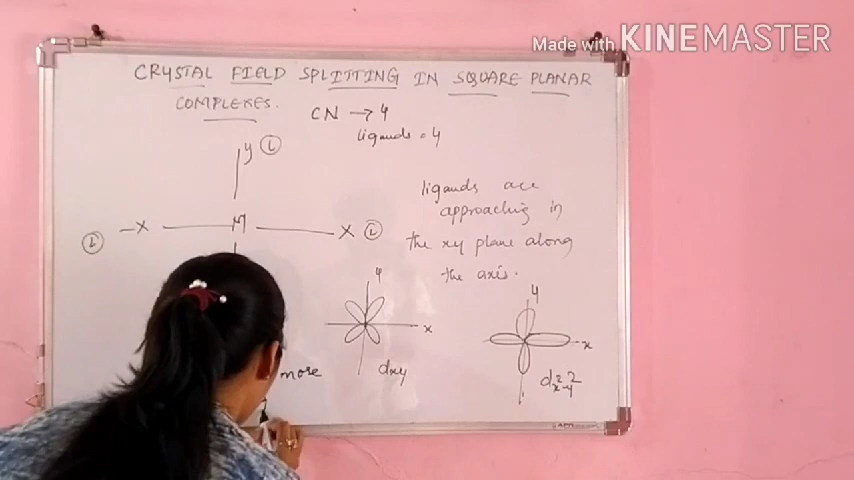 Made with KINEMASTER
CRYSTAL FIELD SPLITTING IN SQUARE PLANAR
COMPLEXES.
CN → 4
ligands = 4
y L
ligands are
approaching in
the xy plane along
the axis.
-X M X L
L
y
x
dxy
y
x
dx²-y²
more